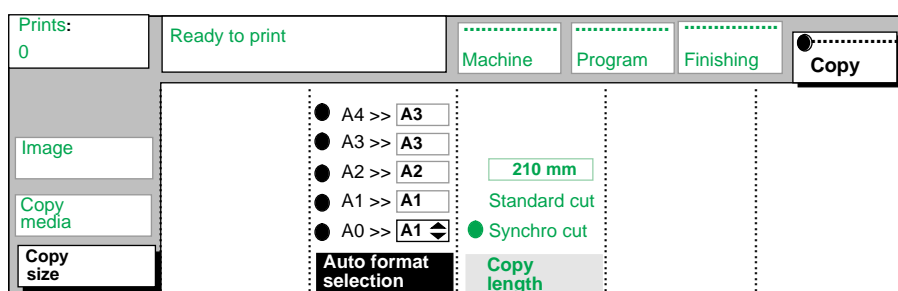 Prints:
0
Ready to print
Machine
Program
Finishing
Copy
Image
Copy
media
Copy
size
A4 >> A3
A3 >> A3
A2 >> A2
A1 >> A1
A0 >> A1
Auto format
selection
210 mm
Standard cut
Synchro cut
Copy
length